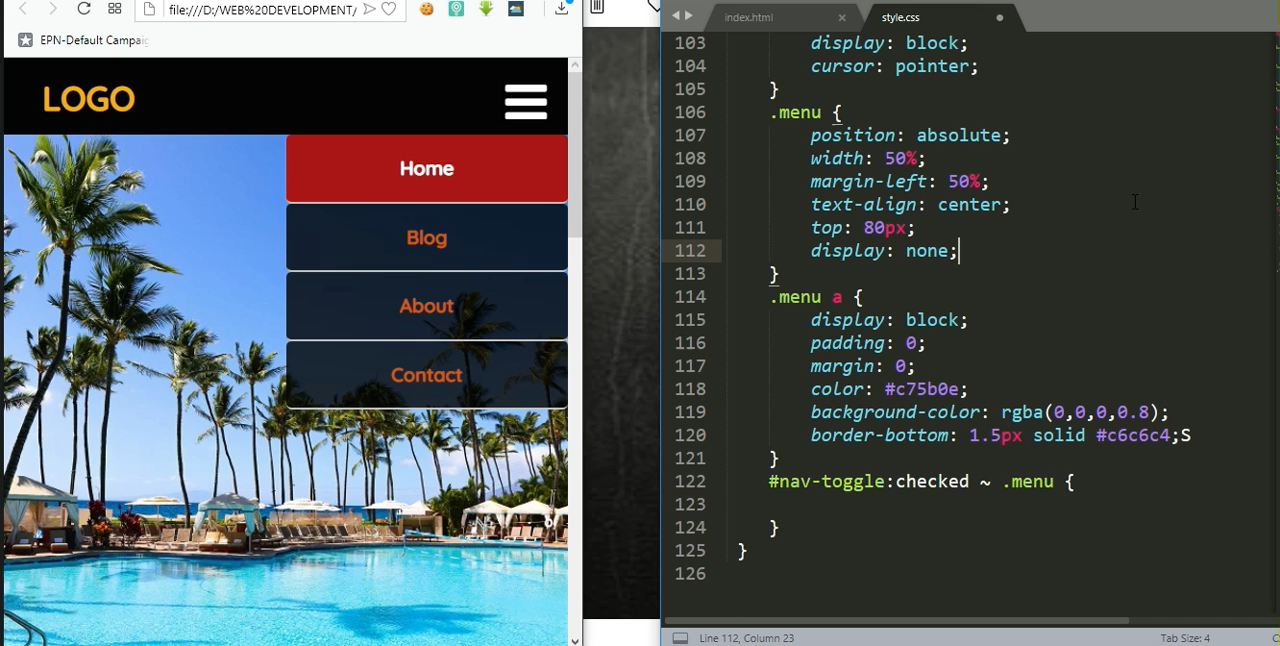 file:///D:/WEB%20DEVELOPMENT/
EPN-Default Campai
LOGO
Home
Blog
About
Contact
index.html
style.css
103 display: block;
104 cursor: pointer;
105 }
106 .menu {
107 position: absolute;
108 width: 50%;
109 margin-left: 50%;
110 text-align: center;
111 top: 80px;
112 display: none;
113 }
114 .menu a {
115 display: block;
116 padding: 0;
117 margin: 0;
118 color: #c75b0e;
119 background-color: rgba(0,0,0,0.8);
120 border-bottom: 1.5px solid #c6c6c4;S
121 }
122 #nav-toggle:checked ~ .menu {
123
124 }
125 }
126
Line 112, Column 23
Tab Size: 4